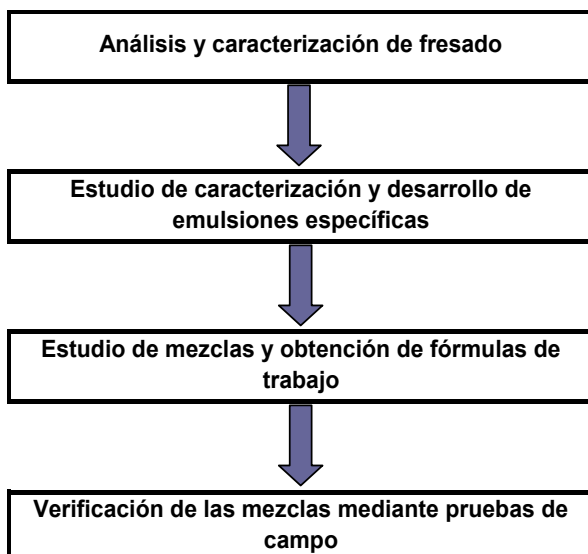 Análisis y caracterización de fresado
Estudio de caracterización y desarrollo de
emulsiones específicas
Estudio de mezclas y obtención de fórmulas de
trabajo
Verificación de las mezclas mediante pruebas de
campo